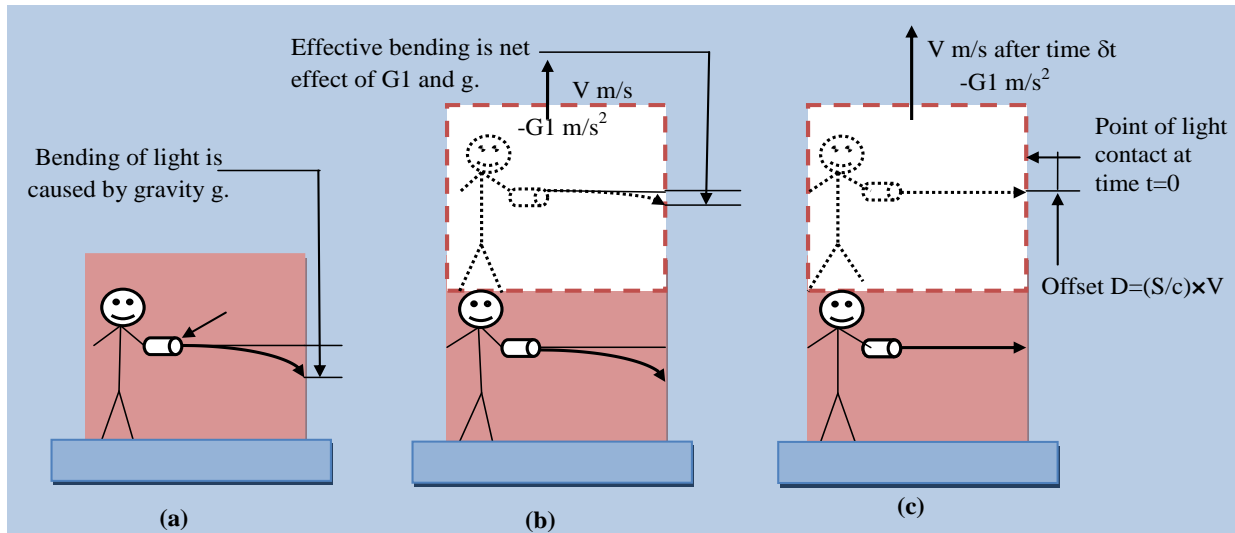 Bending of light is
caused by gravity g.
(a)
Effective bending is net
effect of G1 and g.
V m/s
-G1 m/s²
(b)
V m/s after time δt
-G1 m/s²
Point of light
contact at
time t=0
Offset D=(S/c)×V
(c)